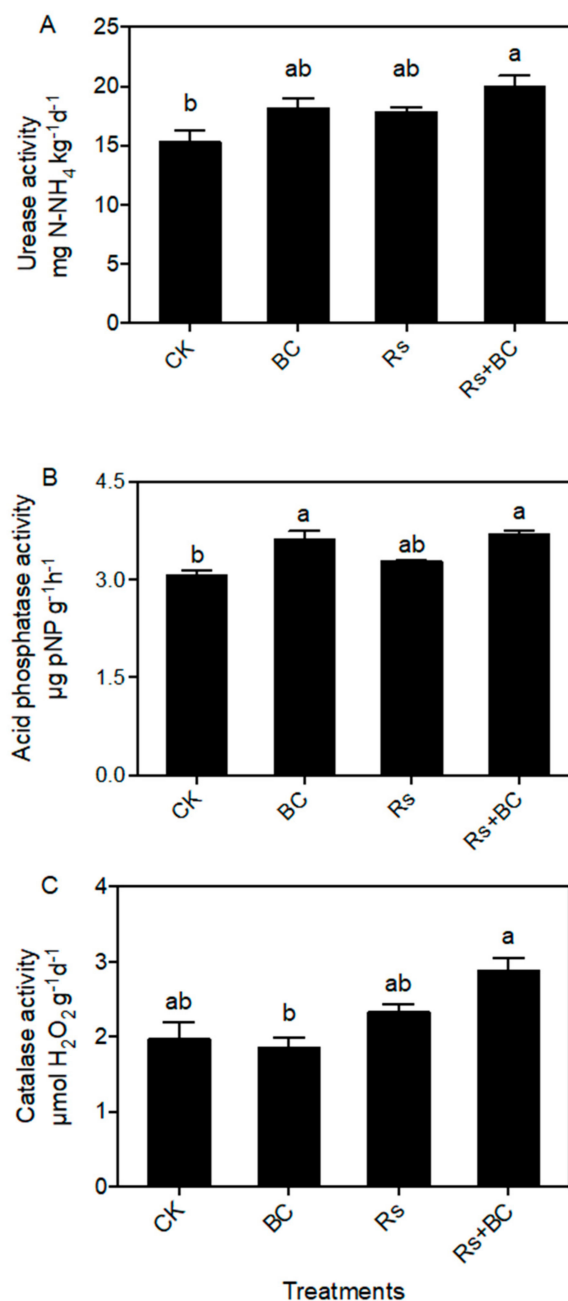 A
Urease activity
mg N-NH₄ kg⁻¹d⁻¹
25
20
15
10
5
0
b
ab
ab
a
CK
BC
Rs
Rs+BC
B
Acid phosphatase activity
µg pNP g⁻¹h⁻¹
4.5
3.0
1.5
0.0
b
a
ab
a
CK
BC
Rs
Rs+BC
C
Catalase activity
µmol H₂O₂ g⁻¹d⁻¹
4
3
2
1
0
ab
b
ab
a
CK
BC
Rs
Rs+BC
Treatments